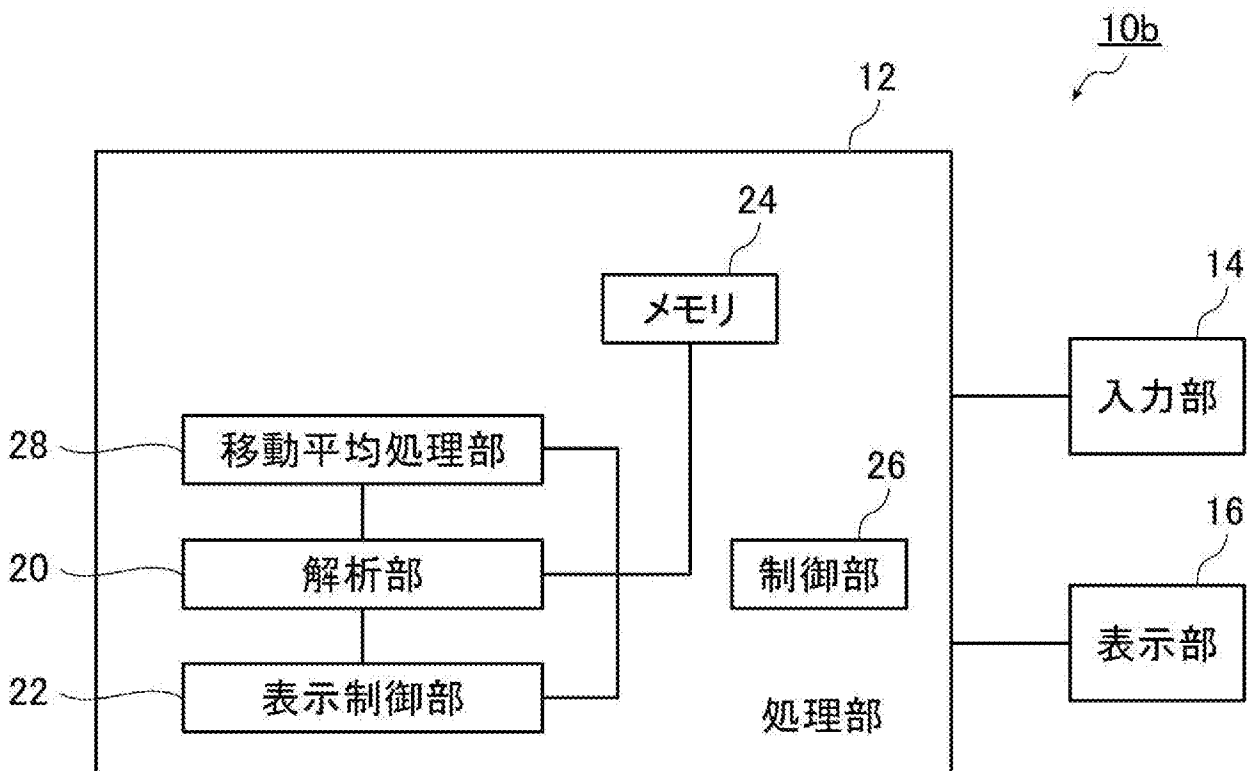 10b
12
24
メモリ
14
入力部
28
移動平均処理部
26
20
解析部
制御部
16
表示部
22
表示制御部
処理部